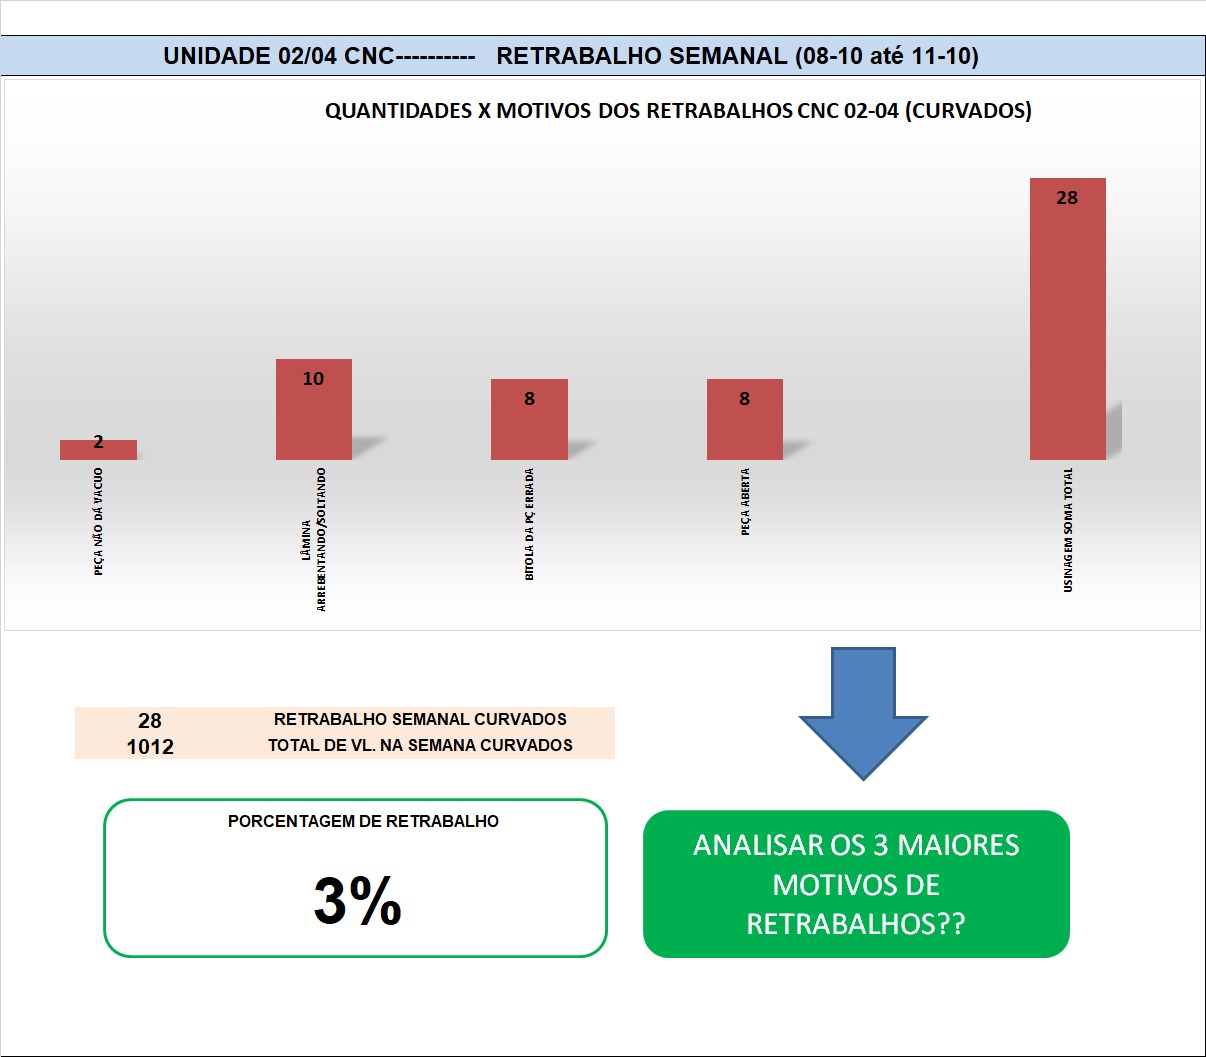 UNIDADE 02/04 CNC---------- RETRABALHO SEMANAL (08-10 até 11-10)
QUANTIDADES X MOTIVOS DOS RETRABALHOS CNC 02-04 (CURVADOS)
2
10
8
8
28
PEÇA NÃO DÁ VACUO
LÂMINA
ARREBENTANDO/SOLTANDO
BITOLA DA PÇ ERRADA
PEÇA ABERTA
USINAGEM SOMA TOTAL
28 RETRABALHO SEMANAL CURVADOS
1012 TOTAL DE VL. NA SEMANA CURVADOS
PORCENTAGEM DE RETRABALHO
3%
ANALISAR OS 3 MAIORES
MOTIVOS DE
RETRABALHOS??